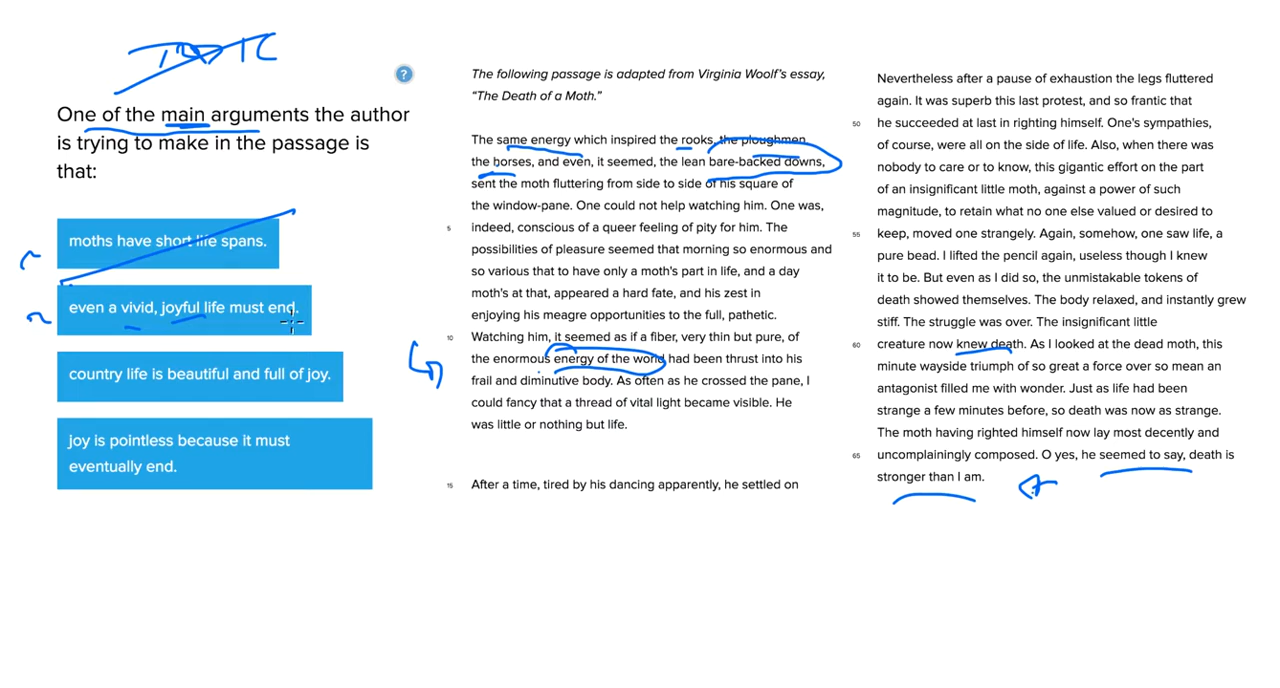 TOPIC
?
One of the main arguments the author
is trying to make in the passage is
that:
moths have short life spans.
even a vivid, joyful life must end.
country life is beautiful and full of joy.
joy is pointless because it must
eventually end.
The following passage is adapted from Virginia Woolf's essay,
“The Death of a Moth.”
The same energy which inspired the rooks, the ploughmen,
the horses, and even, it seemed, the lean bare-backed downs,
sent the moth fluttering from side to side of his square of
the window-pane. One could not help watching him. One was,
5 indeed, conscious of a queer feeling of pity for him. The
possibilities of pleasure seemed that morning so enormous and
so various that to have only a moth's part in life, and a day
moth's at that, appeared a hard fate, and his zest in
enjoying his meagre opportunities to the full, pathetic.
10 Watching him, it seemed as if a fiber, very thin but pure, of
the enormous energy of the world had been thrust into his
frail and diminutive body. As often as he crossed the pane, I
could fancy that a thread of vital light became visible. He
was little or nothing but life.
15 After a time, tired by his dancing apparently, he settled on
Nevertheless after a pause of exhaustion the legs fluttered
again. It was superb this last protest, and so frantic that
50 he succeeded at last in righting himself. One's sympathies,
of course, were all on the side of life. Also, when there was
nobody to care or to know, this gigantic effort on the part
of an insignificant little moth, against a power of such
magnitude, to retain what no one else valued or desired to
55 keep, moved one strangely. Again, somehow, one saw life, a
pure bead. I lifted the pencil again, useless though I knew
it to be. But even as I did so, the unmistakable tokens of
death showed themselves. The body relaxed, and instantly grew
stiff. The struggle was over. The insignificant little
60 creature now knew death. As I looked at the dead moth, this
minute wayside triumph of so great a force over so mean an
antagonist filled me with wonder. Just as life had been
strange a few minutes before, so death was now as strange.
The moth having righted himself now lay most decently and
65 uncomplainingly composed. O yes, he seemed to say, death is
stronger than I am.